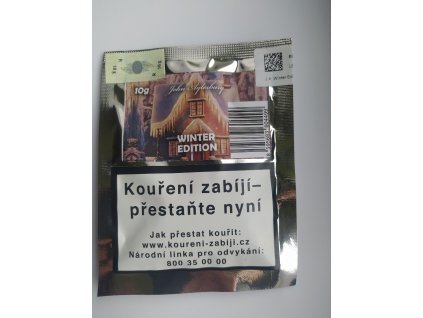 10g
John Aylesbury
WINTER
EDITION
Kouření zabíjí–
přestaňte nyní
Jak přestat kouřit:
www.koureni-zabiji.cz
Národní linka pro odvykání:
800 35 00 00